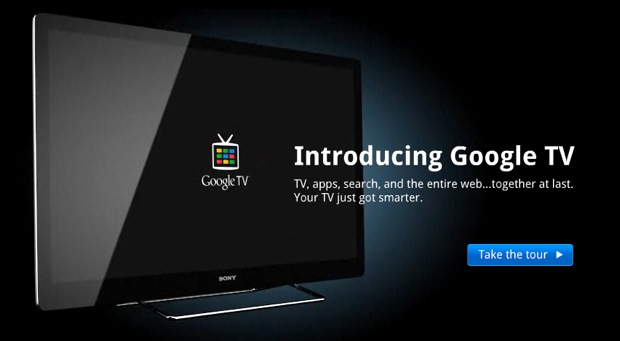 Introducing Google TV
TV, apps, search, and the entire web...together at last.
Your TV just got smarter.
Google TV
SONY
Take the tour